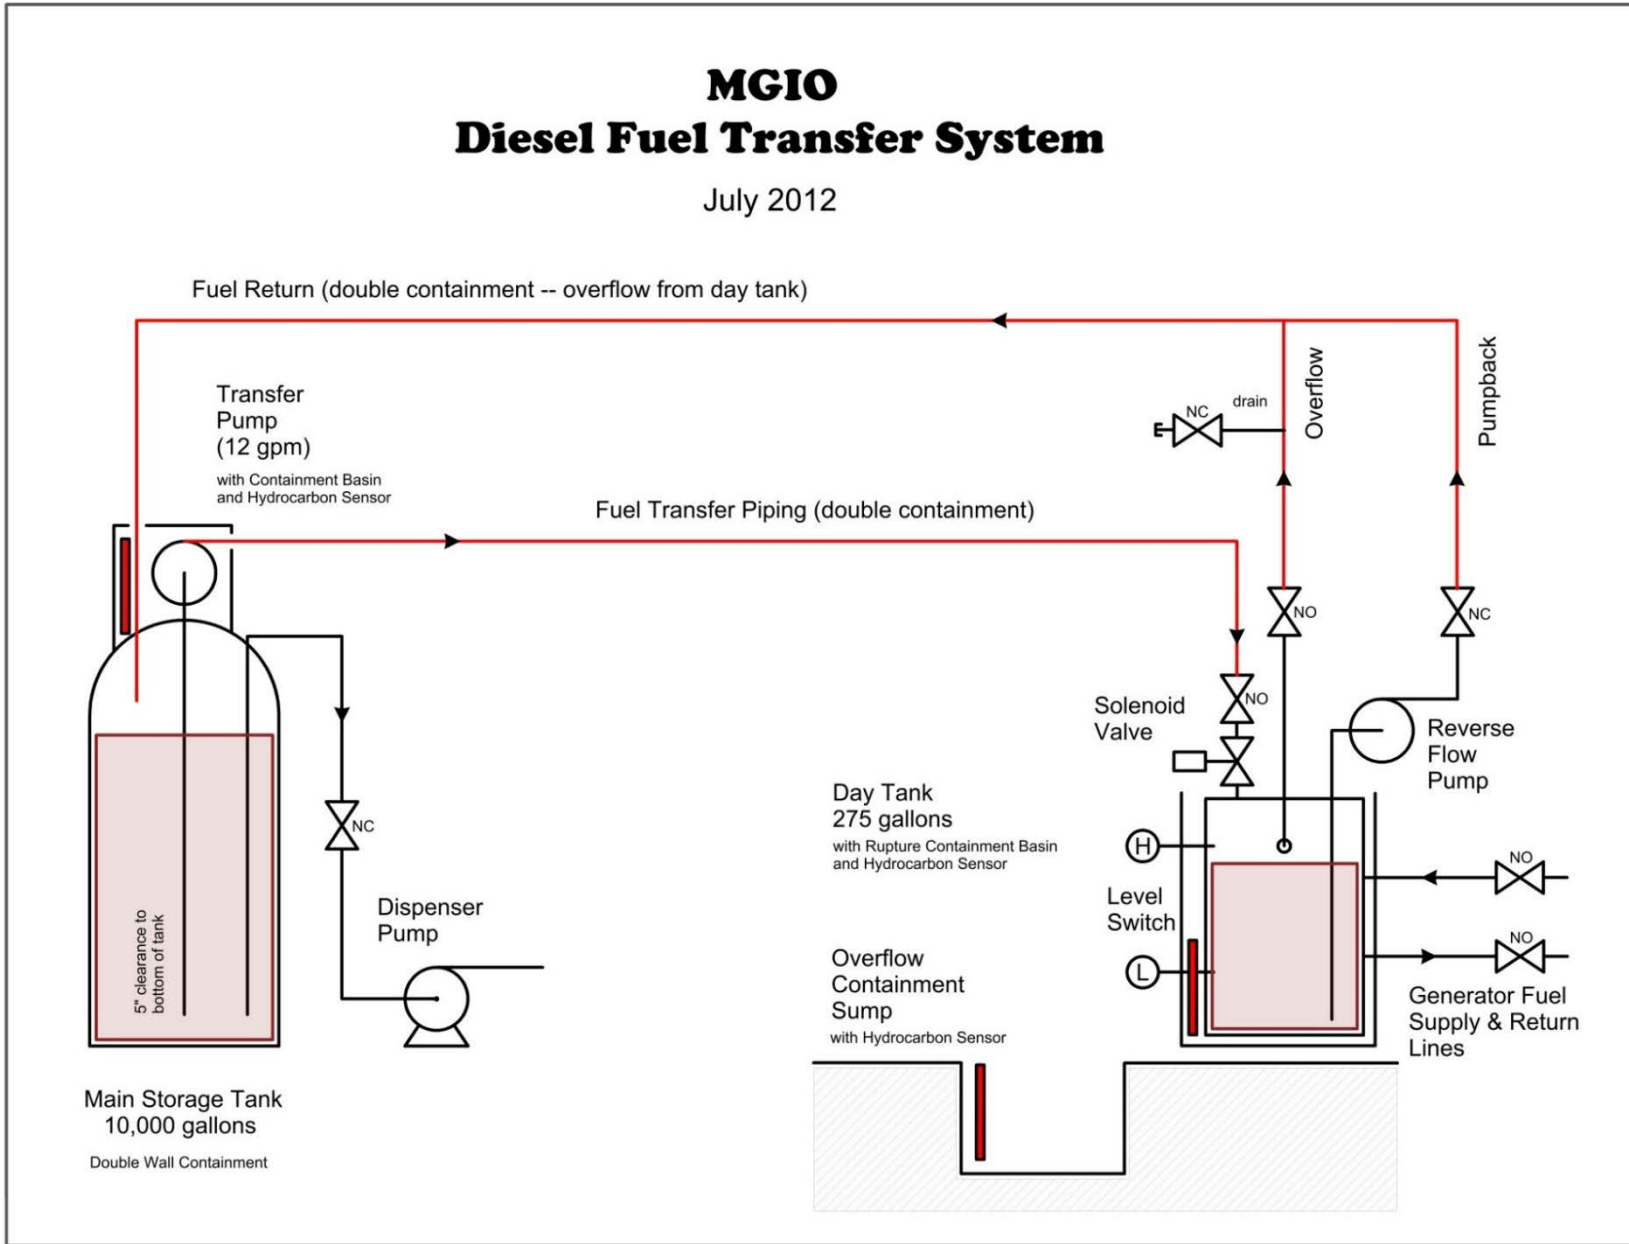 MGIO
Diesel Fuel Transfer System
July 2012
Fuel Return (double containment -- overflow from day tank)
Transfer
Pump
(12 gpm)
with Containment Basin
and Hydrocarbon Sensor
NC
drain
Overflow
Pumpback
Fuel Transfer Piping (double containment)
NO
NC
NO
Solenoid
Valve
Reverse
Flow
Pump
Day Tank
275 gallons
with Rupture Containment Basin
and Hydrocarbon Sensor
NC
H
NO
Level
Switch
L
NO
Dispenser
Pump
5" clearance to
bottom of tank
Overflow
Containment
Sump
with Hydrocarbon Sensor
Generator Fuel
Supply & Return
Lines
Main Storage Tank
10,000 gallons
Double Wall Containment